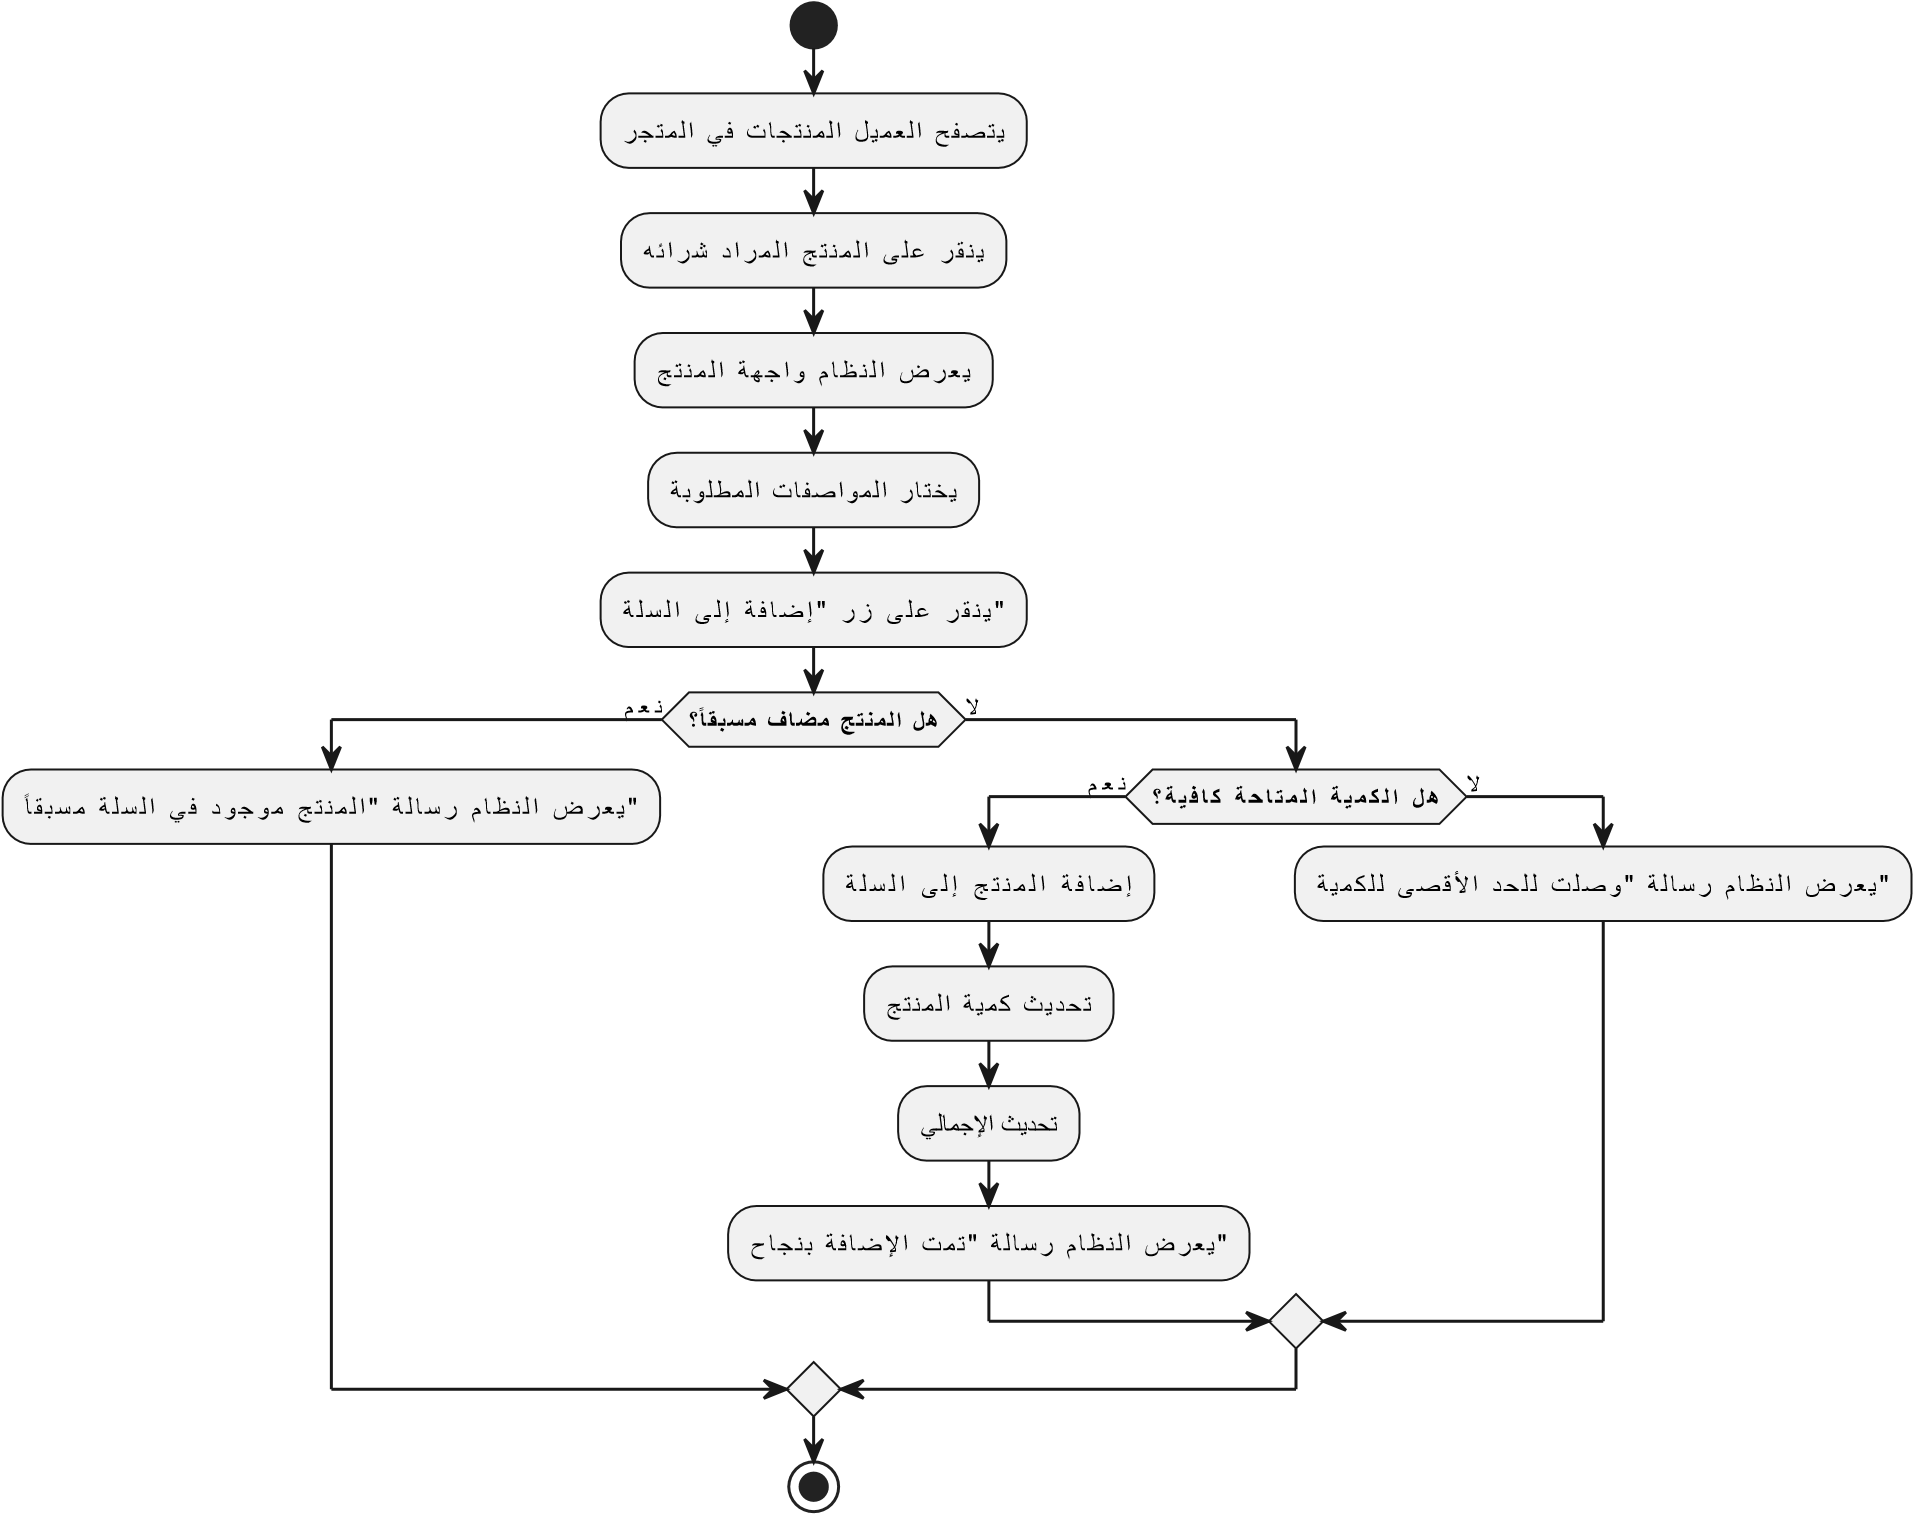 يتصفح العميل المنتجات في المتجر
ينقر على المنتج المراد شرائه
يعرض النظام واجهة المنتج
يختار المواصفات المطلوبة
ينقر على زر "إضافة إلى السلة"
هل المنتج مضاف مسبقاً؟
نعم
لا
يعرض النظام رسالة "المنتج موجود في السلة مسبقاً"
هل الكمية المتاحة كافية؟
نعم
لا
إضافة المنتج إلى السلة
يعرض النظام رسالة "وصلت للحد الأقصى للكمية"
تحديث كمية المنتج
تحديث الإجمالي
يعرض النظام رسالة "تمت الإضافة بنجاح"